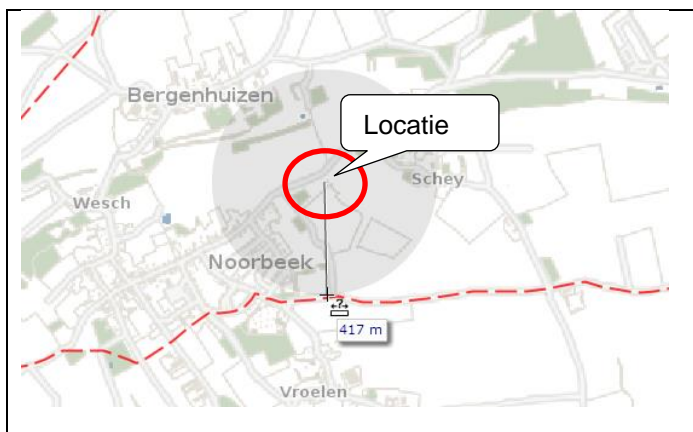 Bergenhuizen
Locatie
Schey
Wesch
Noorbeek
?
417 m
Vroelen